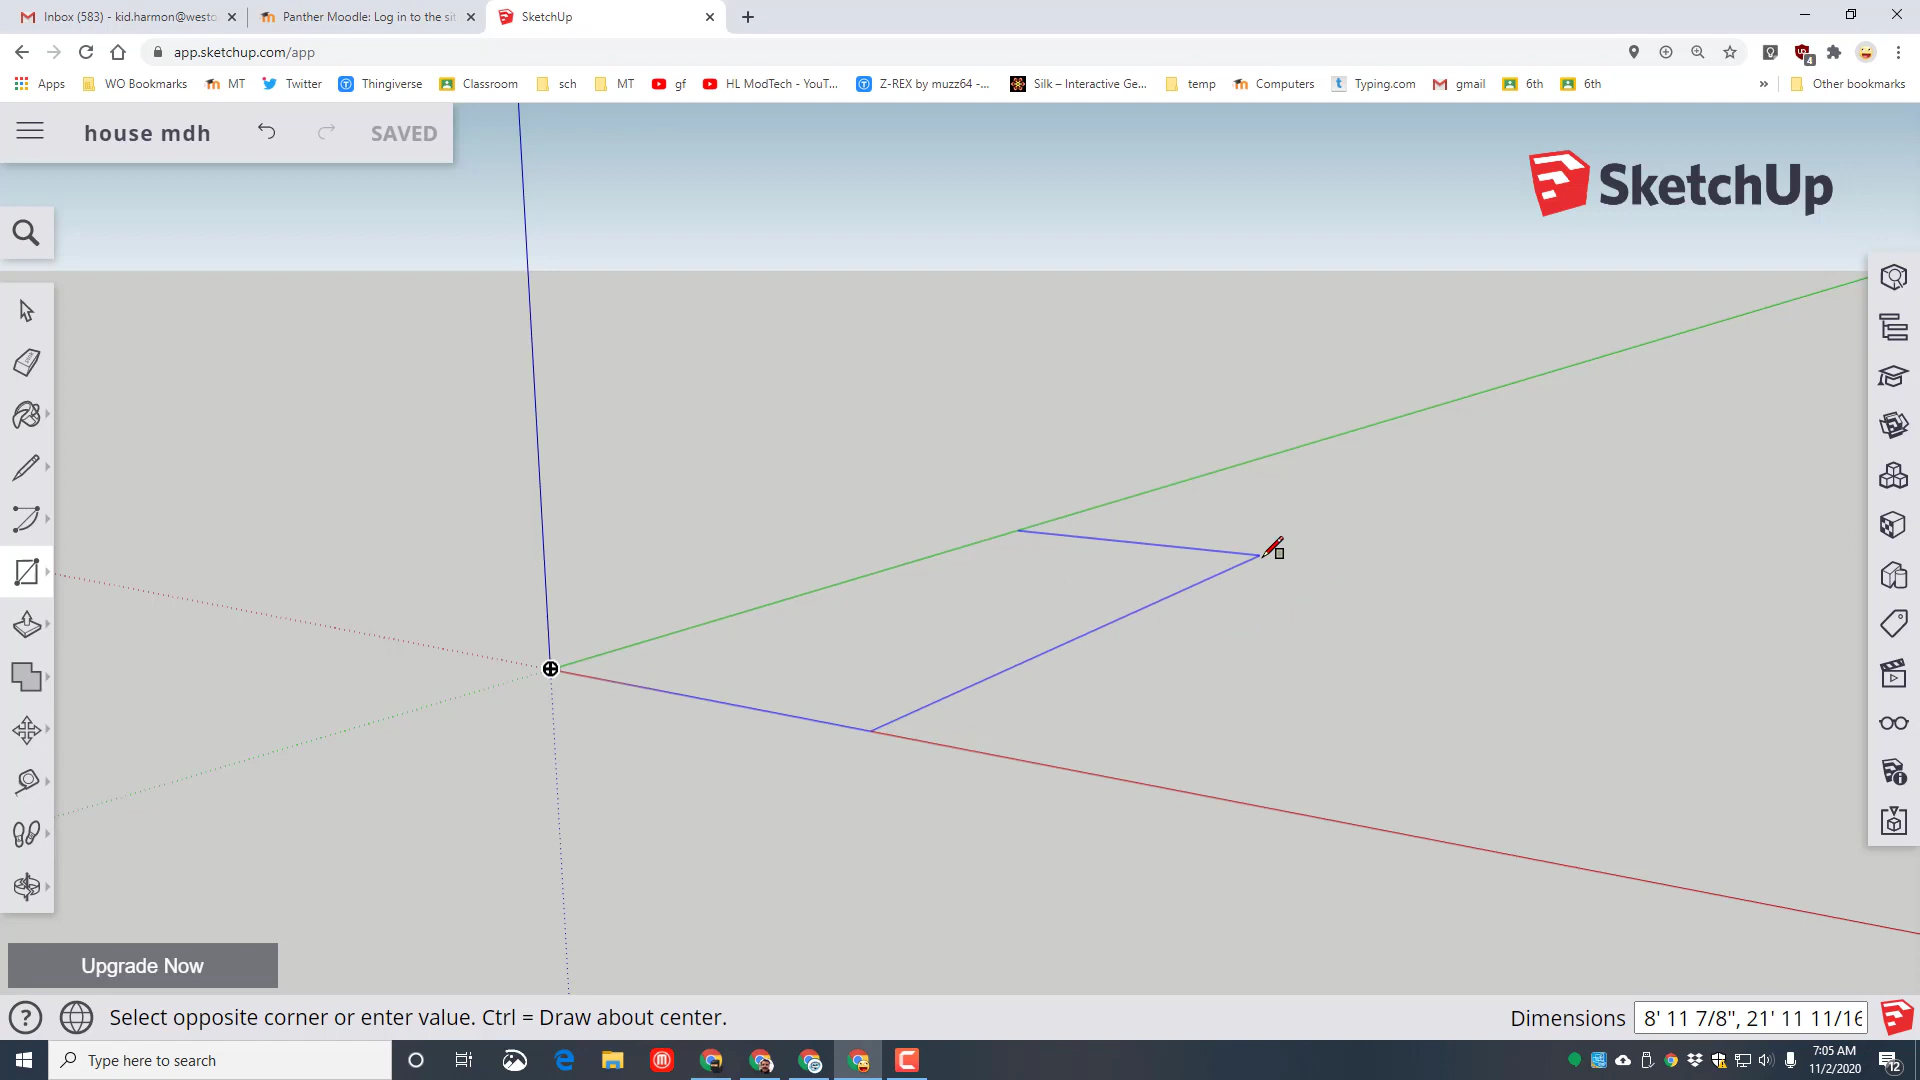 Inbox (583) - kid.harmon@westo
Panther Moodle: Log in to the sit
SketchUp
app.sketchup.com/app
4
Apps
WO Bookmarks
MT
Twitter
Thingiverse
Classroom
sch
MT
gf
HL ModTech - YouT...
Z-REX by muzz64 -...
Silk – Interactive Ge...
temp
Computers
Typing.com
gmail
6th
6th
»
Other bookmarks
house mdh
SAVED
SketchUp
Upgrade Now
Select opposite corner or enter value. Ctrl = Draw about center.
Dimensions
8' 11 7/8", 21' 11 11/16
Type here to search
7:05 AM
11/2/2020
12